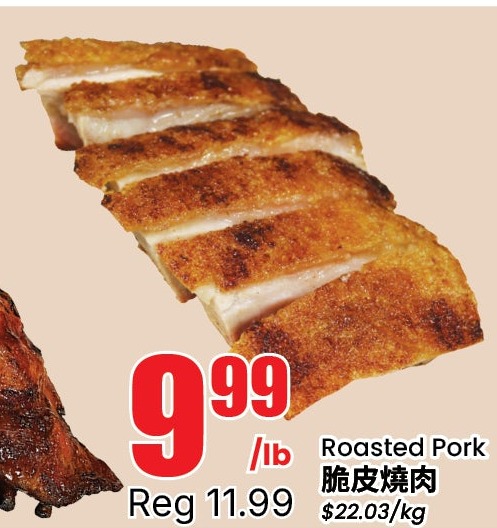 9.99
/lb
Reg 11.99
Roasted Pork
脆皮燒肉
$22.03/kg